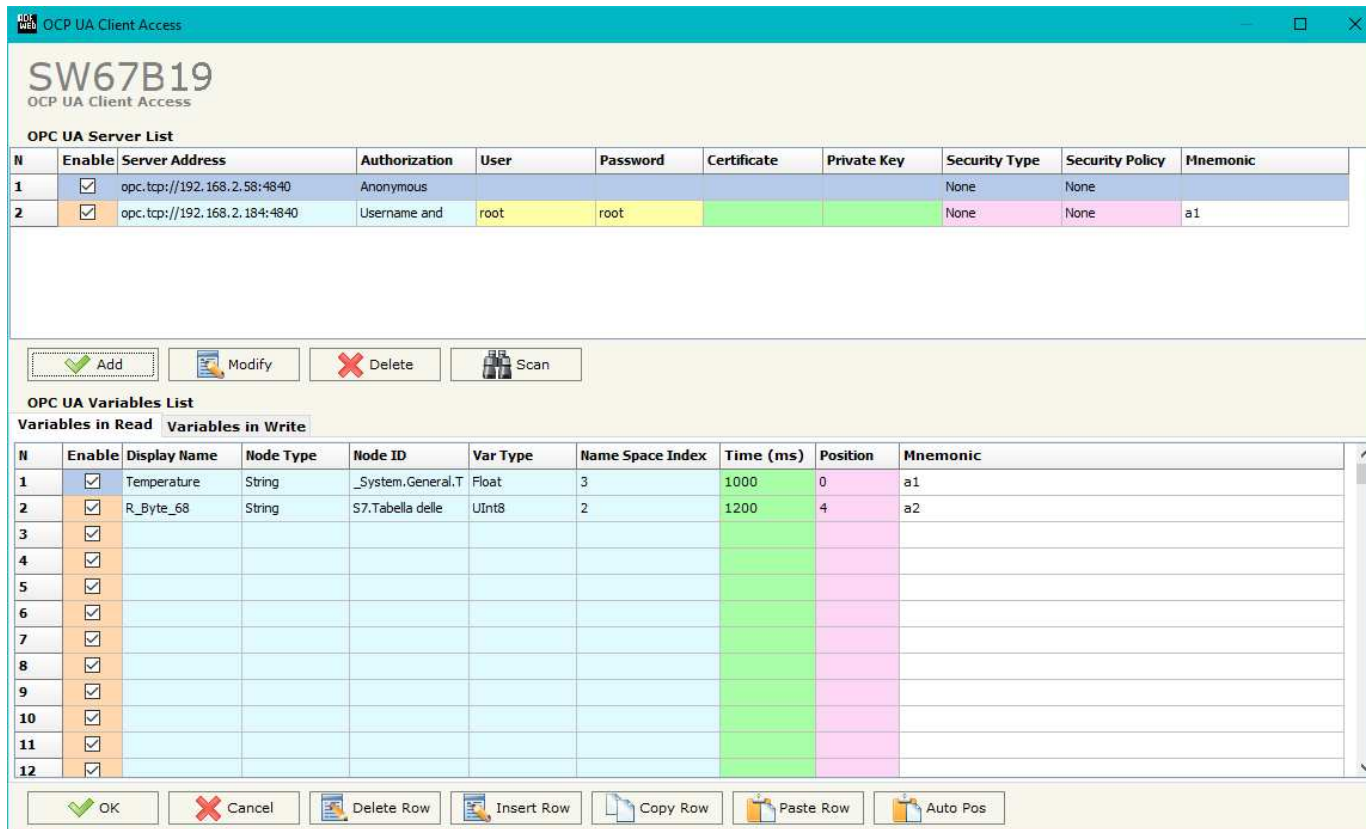 ADF WEB OCP UA Client Access
SW67B19
OCP UA Client Access
OPC UA Server List
N Enable Server Address Authorization User Password Certificate Private Key Security Type Security Policy Mnemonic
1 opc.tcp://192.168.2.58:4840 Anonymous None None
2 opc.tcp://192.168.2.184:4840 Username and root root None None a1
Add Modify Delete Scan
OPC UA Variables List
Variables in Read Variables in Write
N Enable Display Name Node Type Node ID Var Type Name Space Index Time (ms) Position Mnemonic
1 Temperature String _System.General.T Float 3 1000 0 a1
2 R_Byte_68 String S7.Tabella delle UInt8 2 1200 4 a2
3
4
5
6
7
8
9
10
11
12
OK Cancel Delete Row Insert Row Copy Row Paste Row Auto Pos